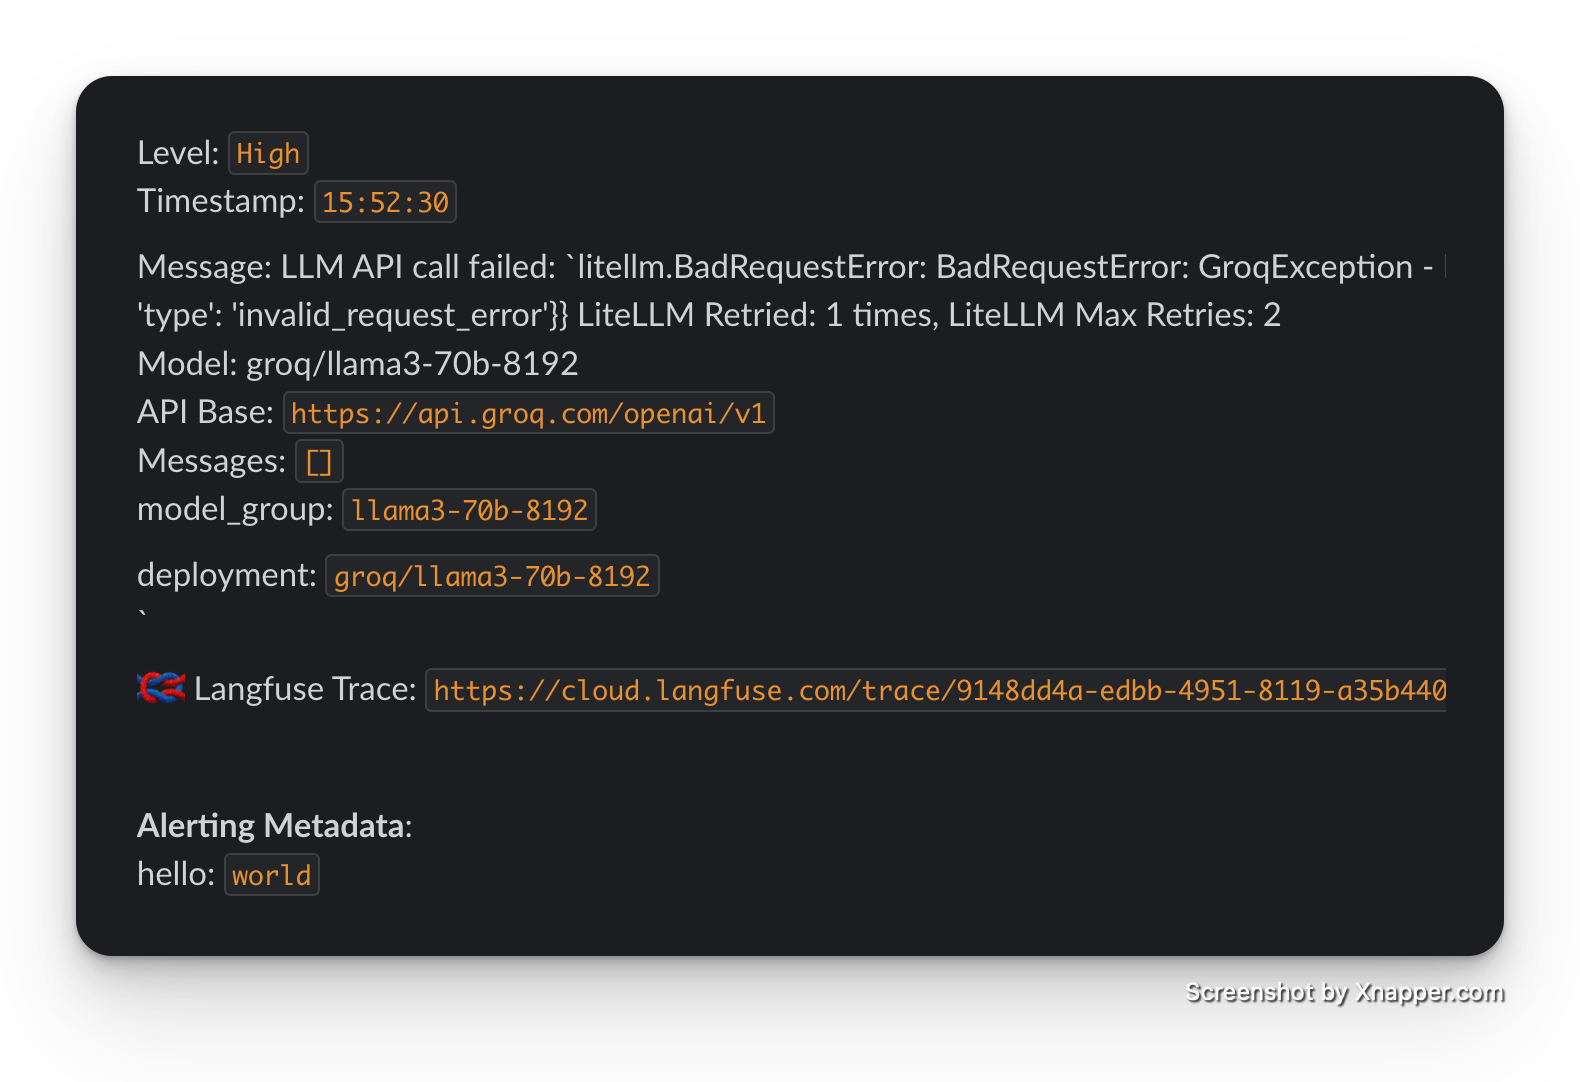 Level: High
Timestamp: 15:52:30
Message: LLM API call failed: `litellm.BadRequestError: BadRequestError: GroqException -
'type': 'invalid_request_error'}} LiteLLM Retried: 1 times, LiteLLM Max Retries: 2
Model: groq/llama3-70b-8192
API Base: https://api.groq.com/openai/v1
Messages: []
model_group: llama3-70b-8192
deployment: groq/llama3-70b-8192
`
Langfuse Trace: https://cloud.langfuse.com/trace/9148dd4a-edbb-4951-8119-a35b440
Alerting Metadata:
hello: world
Screenshot by Xnapper.com